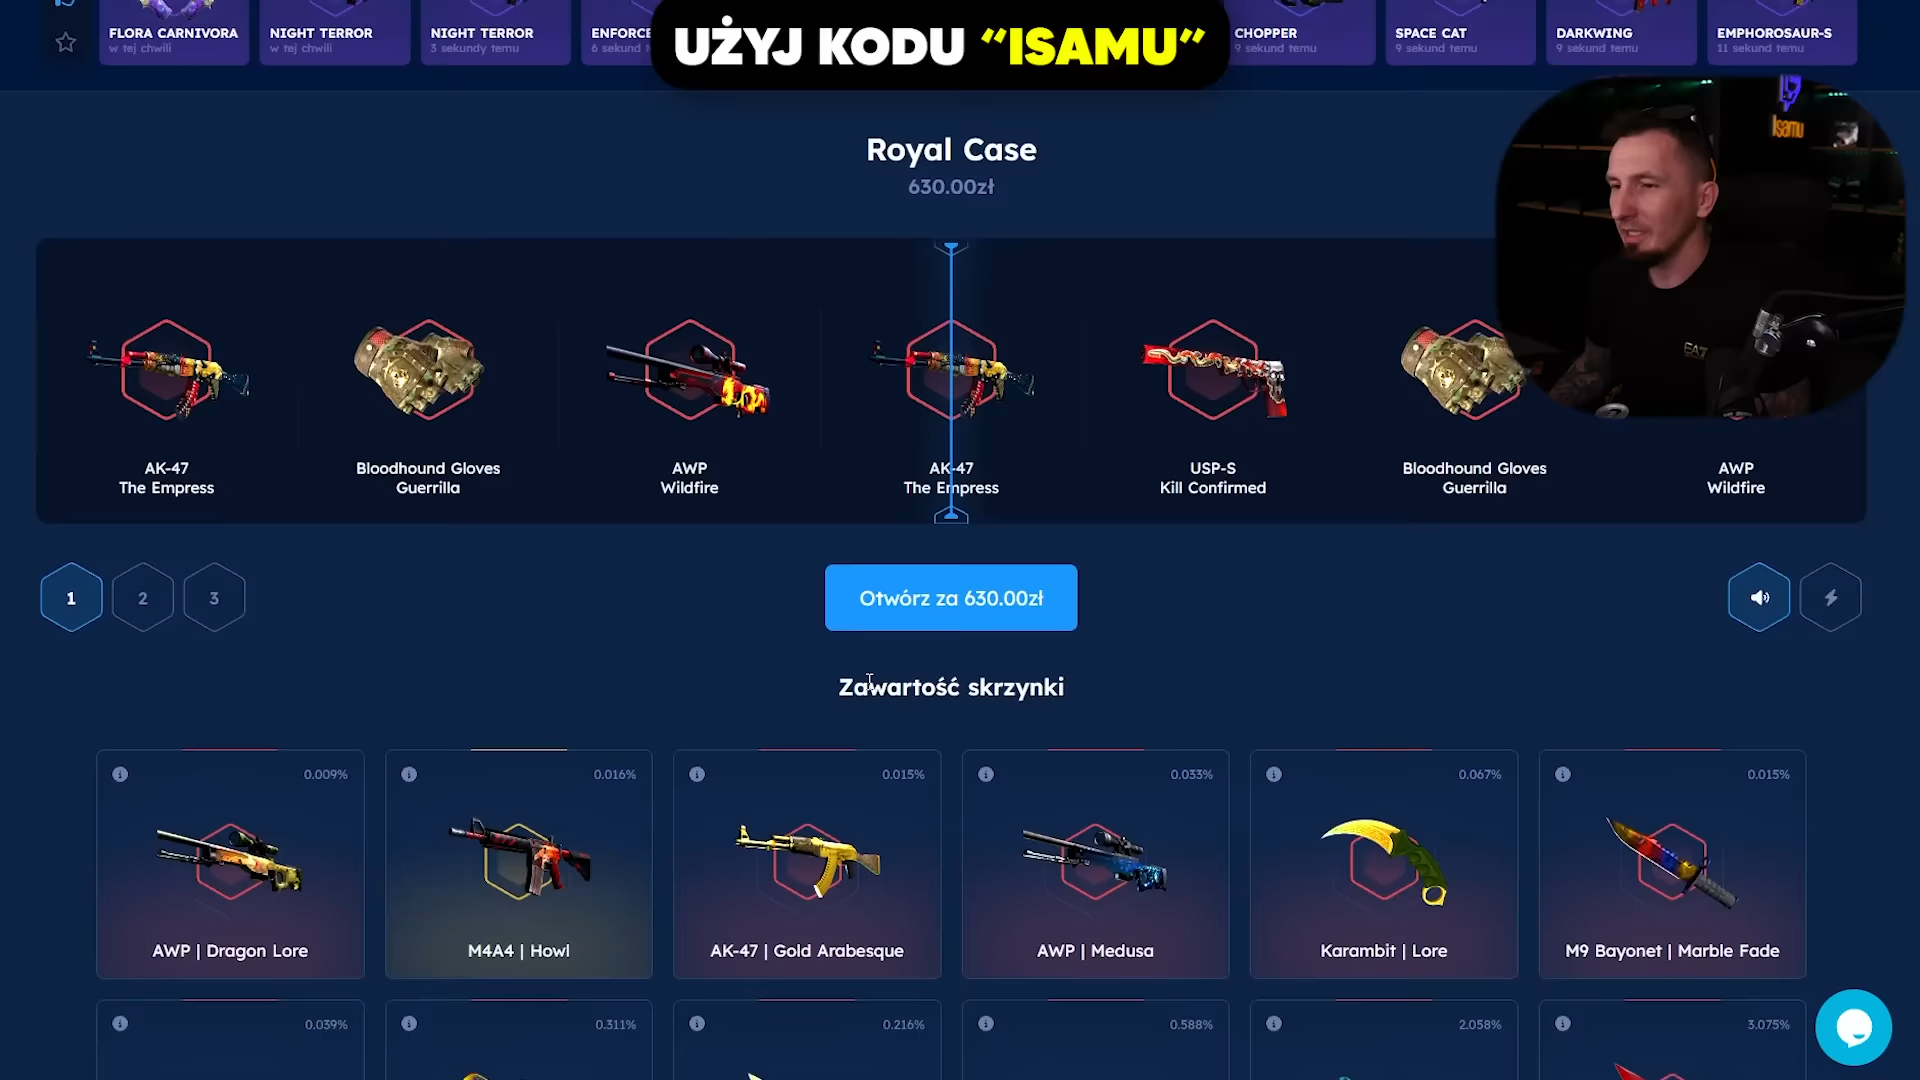 FLORA CARNIVORA
w tej chwili
NIGHT TERROR
w tej chwili
NIGHT TERROR
3 sekundy temu
ENFORCE
6 sekund
UŻYJ KODU “ISAMU”
CHOPPER
9 sekund temu
SPACE CAT
9 sekund temu
DARKWING
9 sekund temu
EMPHOROSAUR-S
11 sekund temu
Isamu
Royal Case
630.00zł
EA7
AK-47
The Empress
Bloodhound Gloves
Guerrilla
AWP
Wildfire
AK-47
The Empress
USP-S
Kill Confirmed
Bloodhound Gloves
Guerrilla
AWP
Wildfire
1
2
3
Otwórz za 630.00zł
Zawartość skrzynki
0.009%
AWP | Dragon Lore
0.016%
M4A4 | Howl
0.015%
AK-47 | Gold Arabesque
0.033%
AWP | Medusa
0.067%
Karambit | Lore
0.015%
M9 Bayonet | Marble Fade
0.039%
0.311%
0.216%
0.588%
2.058%
3.075%